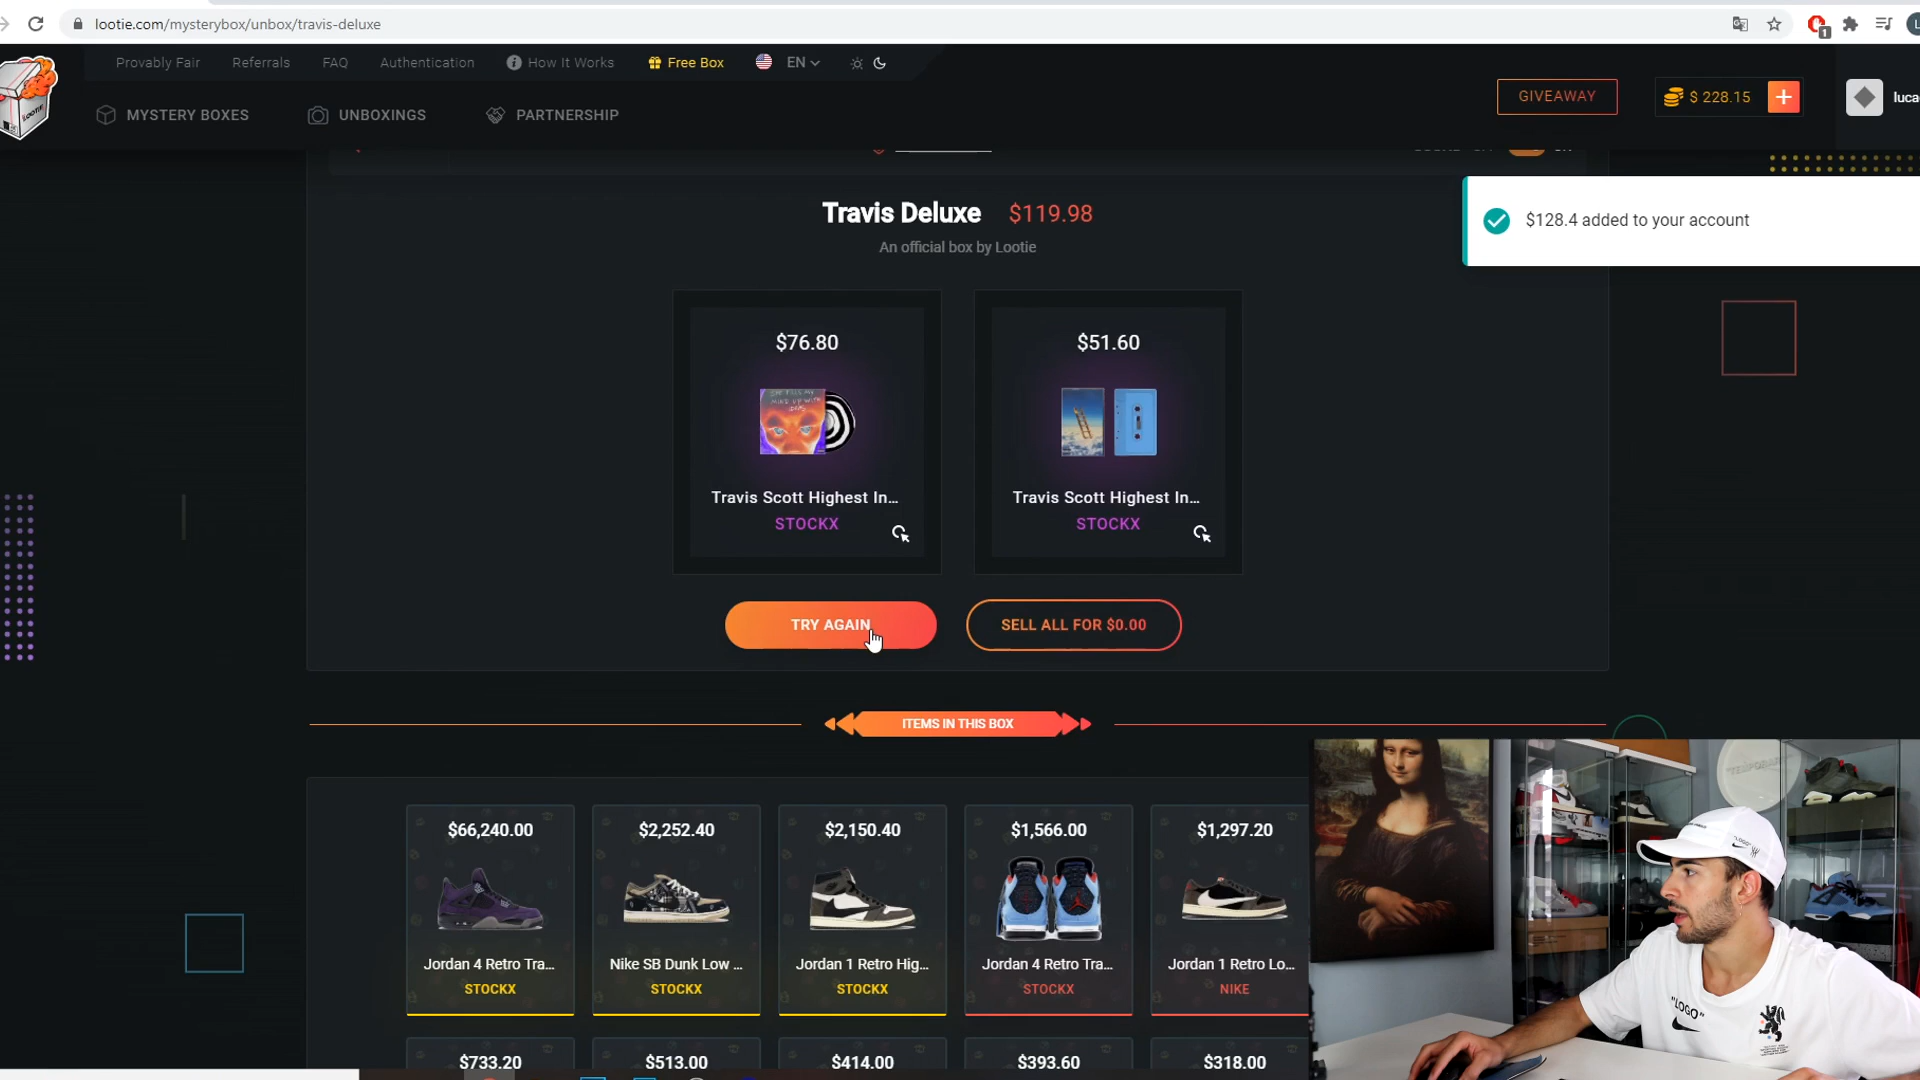 lootie.com/mysterybox/unbox/travis-deluxe
Provably Fair
Referrals
FAQ
Authentication
How It Works
Free Box
EN
MYSTERY BOXES
UNBOXINGS
PARTNERSHIP
GIVEAWAY
$ 228.15
luca
Travis Deluxe $119.98
An official box by Lootie
$128.4 added to your account
$76.80
Travis Scott Highest In...
STOCKX
$51.60
Travis Scott Highest In...
STOCKX
TRY AGAIN
SELL ALL FOR $0.00
ITEMS IN THIS BOX
$66,240.00
Jordan 4 Retro Tra...
STOCKX
$2,252.40
Nike SB Dunk Low ...
STOCKX
$2,150.40
Jordan 1 Retro Hig...
STOCKX
$1,566.00
Jordan 4 Retro Tra...
STOCKX
$1,297.20
Jordan 1 Retro Lo...
NIKE
$733.20
$513.00
$414.00
$393.60
$318.00
"LOGO"